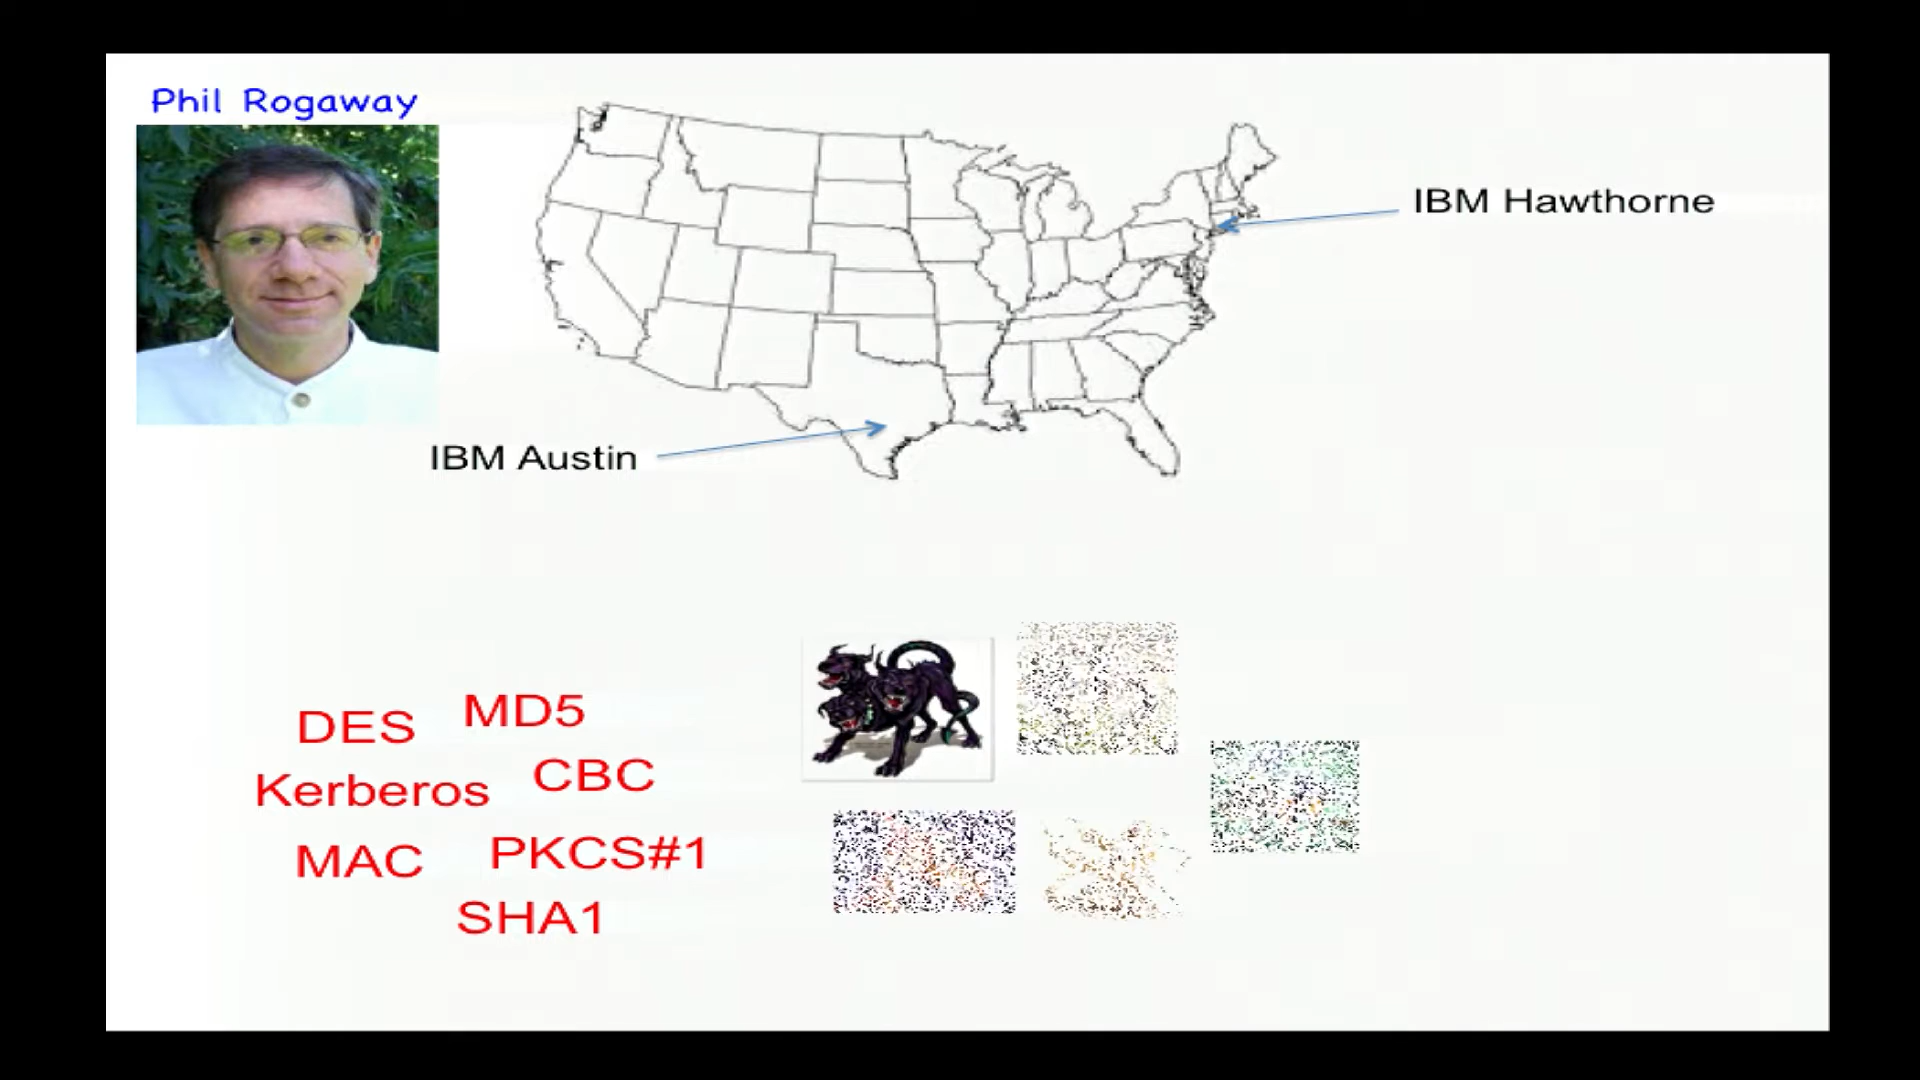 Phil Rogaway
IBM Hawthorne
IBM Austin
MD5
DES
CBC
Kerberos
PKCS#1
MAC
SHA1